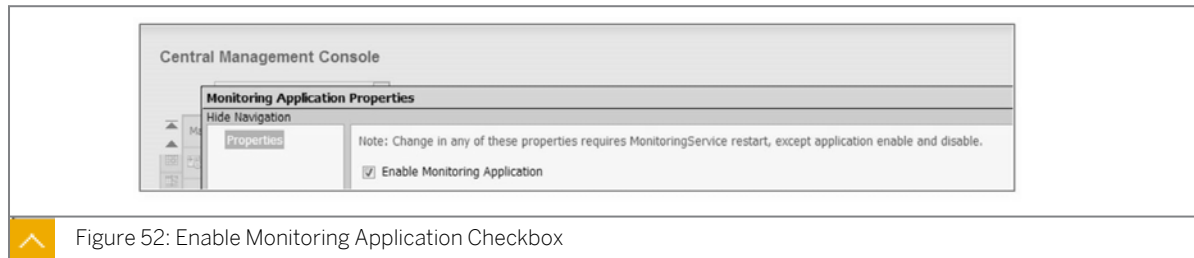 Central Management Console
Monitoring Application Properties
Hide Navigation
Properties
Note: Change in any of these properties requires MonitoringService restart, except application enable and disable.
Enable Monitoring Application
Figure 52: Enable Monitoring Application Checkbox